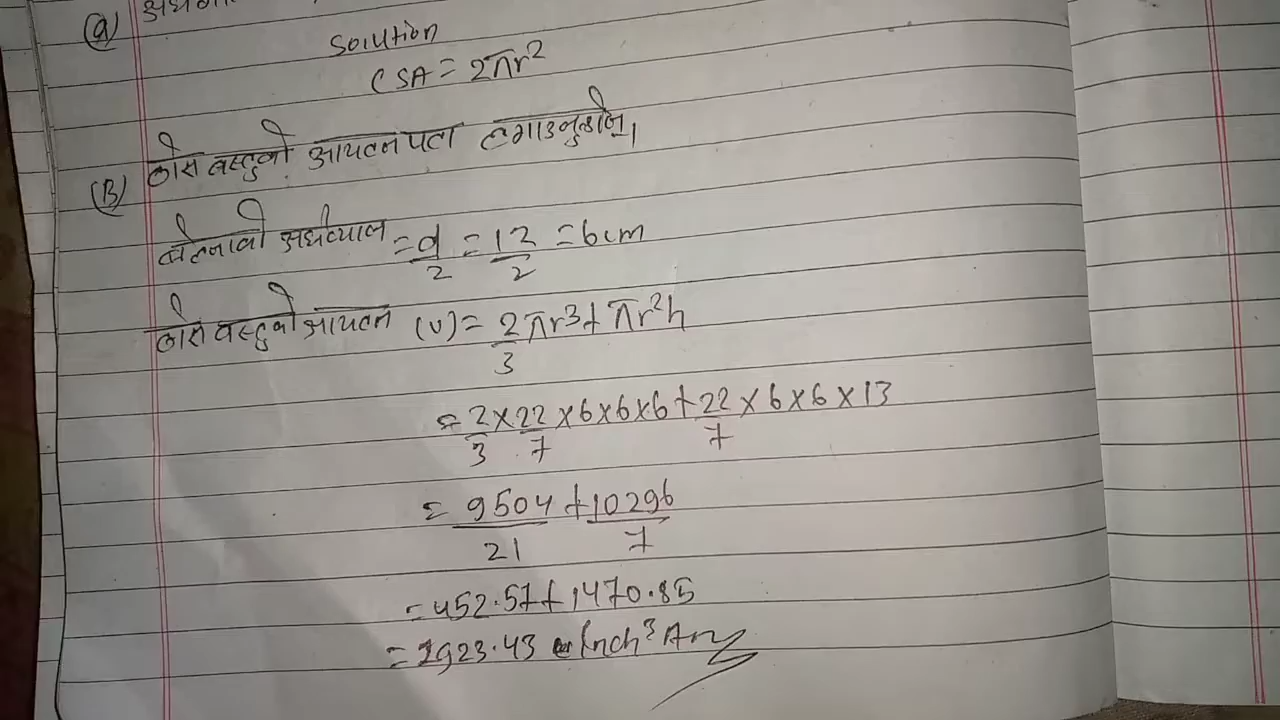 (a) अर्धगो
Solution
CSA = 2πr²
(B) ठोस वस्तुको आयतन पत्ता लगाउनुहोस्।
बेलनाको अर्धव्यास = d/2 = 12/2 = 6cm
ठोस वस्तुको आयतन (v) = 2/3 πr³ + πr²h
= 2/3 × 22/7 × 6×6×6 + 22/7 × 6×6×13
= 9504/21 + 10296/7
= 452.57 + 1470.85
= 1923.43 Inch³ Ans